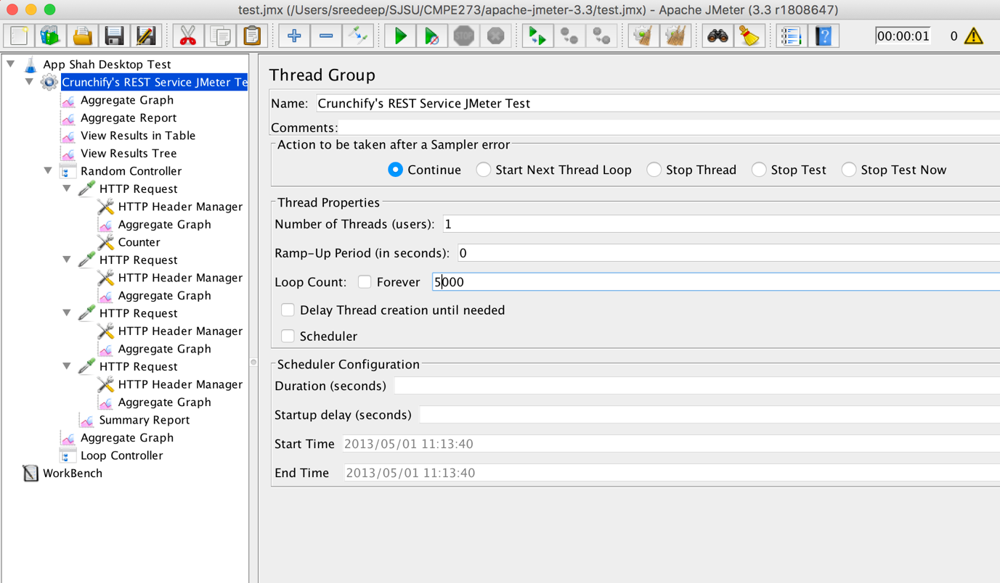 test.jmx (/Users/sreedeep/SJSU/CMPE273/apache-jmeter-3.3/test.jmx) - Apache JMeter (3.3 r1808647)
STOP
00:00:01 0
App Shah Desktop Test
Crunchify's REST Service JMeter Te
Aggregate Graph
Aggregate Report
View Results in Table
View Results Tree
Random Controller
HTTP Request
HTTP Header Manager
Aggregate Graph
Counter
HTTP Request
HTTP Header Manager
Aggregate Graph
HTTP Request
HTTP Header Manager
Aggregate Graph
HTTP Request
HTTP Header Manager
Aggregate Graph
Summary Report
Aggregate Graph
Loop Controller
WorkBench
Thread Group
Name: Crunchify's REST Service JMeter Test
Comments:
Action to be taken after a Sampler error
Continue Start Next Thread Loop Stop Thread Stop Test Stop Test Now
Thread Properties
Number of Threads (users): 1
Ramp-Up Period (in seconds): 0
Loop Count: Forever 5000
Delay Thread creation until needed
Scheduler
Scheduler Configuration
Duration (seconds)
Startup delay (seconds)
Start Time 2013/05/01 11:13:40
End Time 2013/05/01 11:13:40